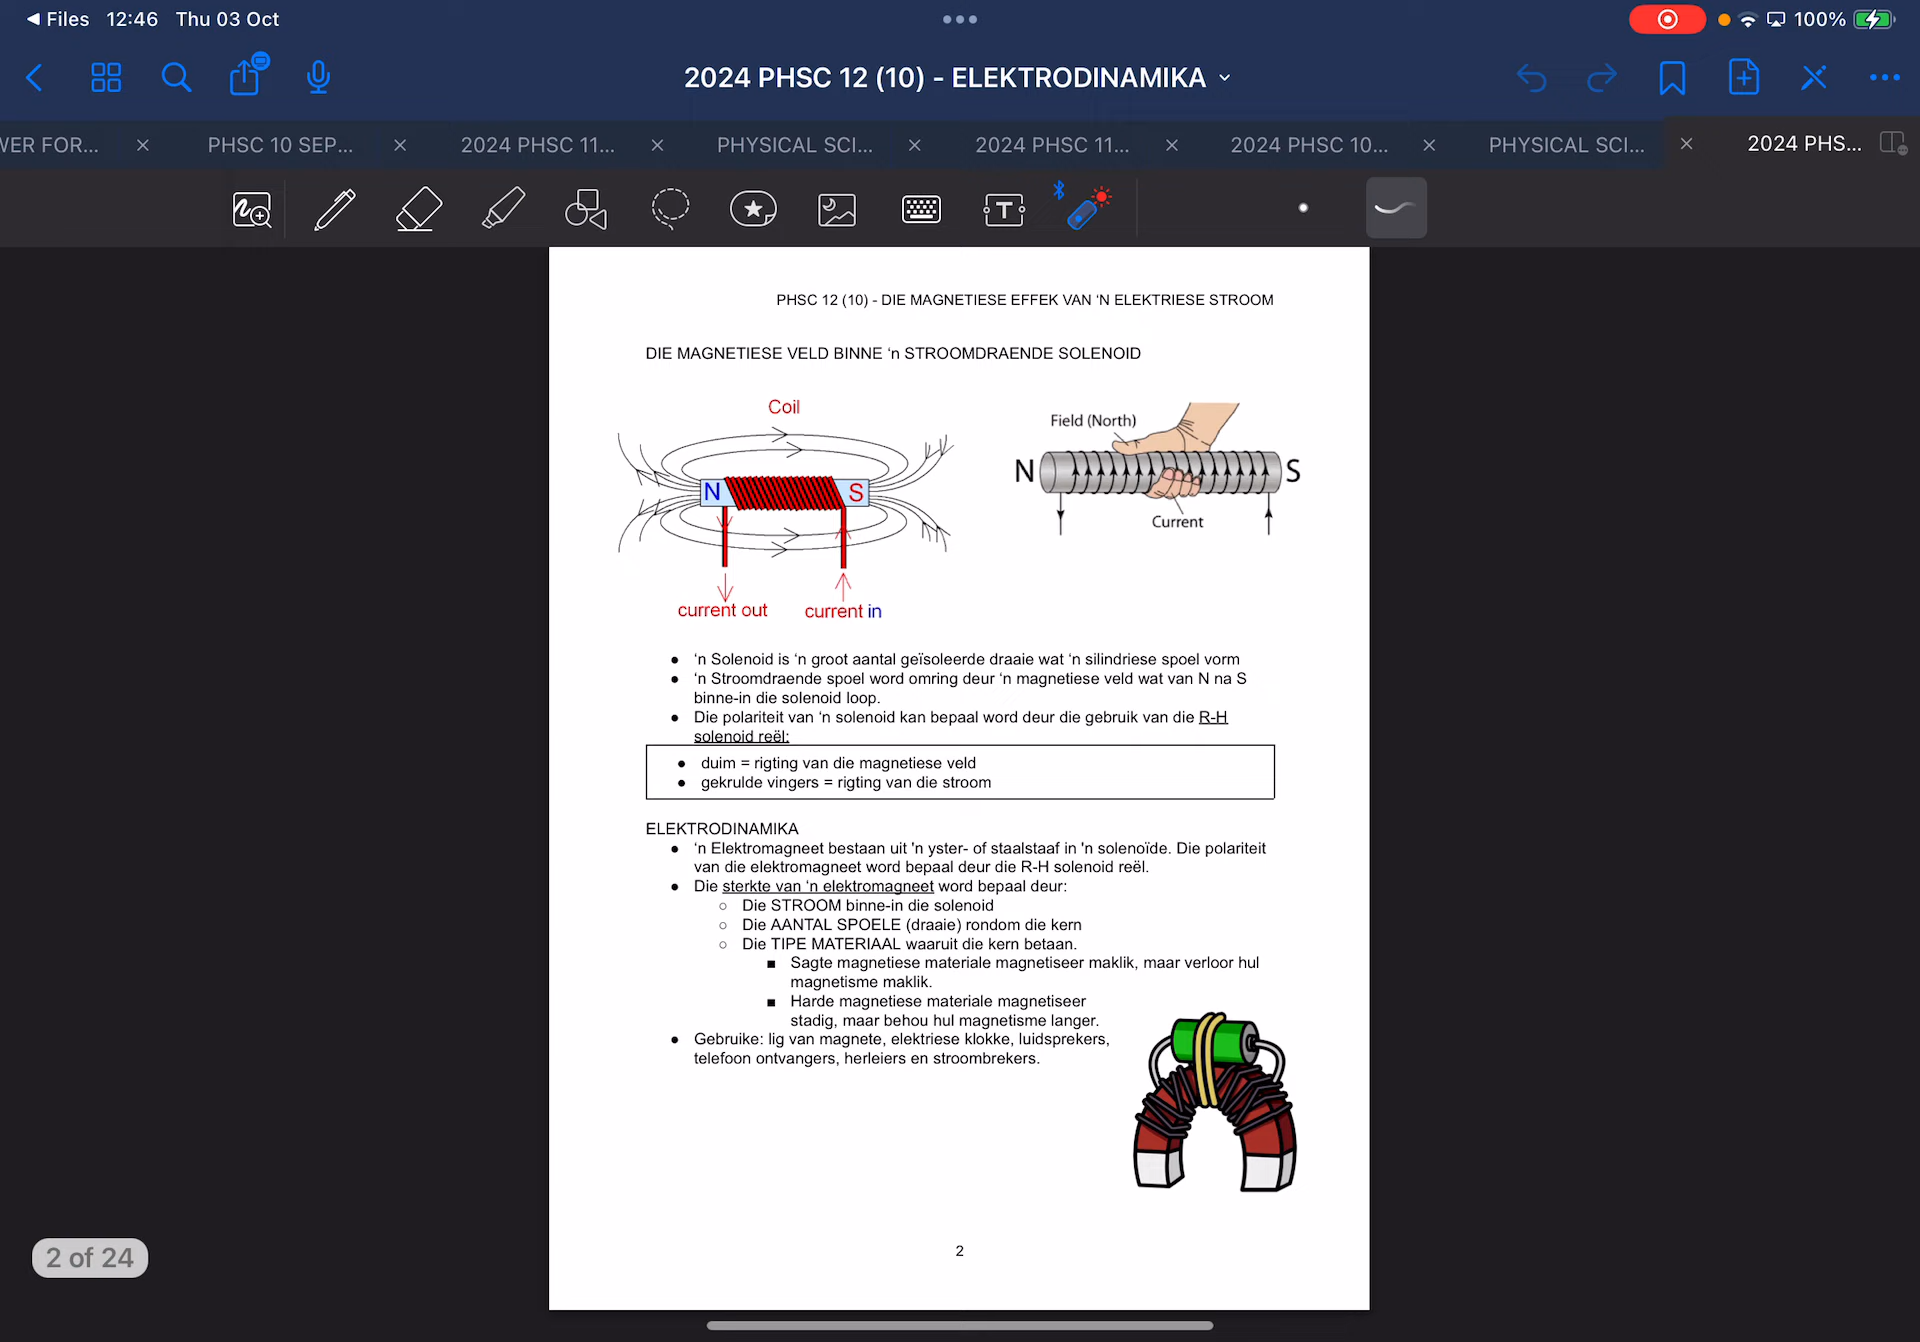 Files 12:46 Thu 03 Oct
100%
2024 PHSC 12 (10) - ELEKTRODINAMIKA
WER FOR...
PHSC 10 SEP...
2024 PHSC 11...
PHYSICAL SCI...
2024 PHSC 11...
2024 PHSC 10...
PHYSICAL SCI...
2024 PHS...
PHSC 12 (10) - DIE MAGNETIESE EFFEK VAN ‘N ELEKTRIESE STROOM
DIE MAGNETIESE VELD BINNE ‘n STROOMDRAENDE SOLENOID
Coil
N
S
current out
current in
Field (North)
N
S
Current
‘n Solenoid is ‘n groot aantal geïsoleerde draaie wat ‘n silindriese spoel vorm
‘n Stroomdraende spoel word omring deur ‘n magnetiese veld wat van N na S
binne-in die solenoid loop.
Die polariteit van ‘n solenoid kan bepaal word deur die gebruik van die R-H
solenoid reël:
duim = rigting van die magnetiese veld
gekrulde vingers = rigting van die stroom
ELEKTRODINAMIKA
‘n Elektromagneet bestaan uit 'n yster- of staalstaaf in 'n solenoïde. Die polariteit
van die elektromagneet word bepaal deur die R-H solenoid reël.
Die sterkte van ‘n elektromagneet word bepaal deur:
Die STROOM binne-in die solenoid
Die AANTAL SPOELE (draaie) rondom die kern
Die TIPE MATERIAAL waaruit die kern betaan.
Sagte magnetiese materiale magnetiseer maklik, maar verloor hul
magnetisme maklik.
Harde magnetiese materiale magnetiseer
stadig, maar behou hul magnetisme langer.
Gebruike: lig van magnete, elektriese klokke, luidsprekers,
telefoon ontvangers, herleiers en stroombrekers.
2
2 of 24